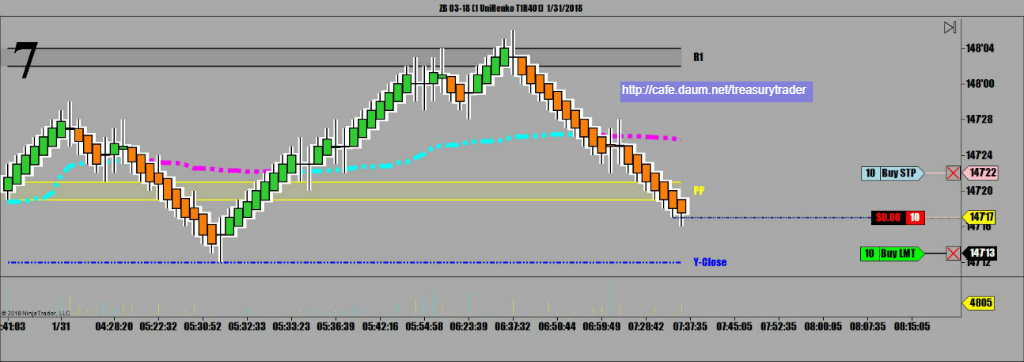 ZB 03-18 (1 UniRenko T1R40T) 1/31/2018
7
R1
148'04
http://cafe.daum.net/treasurytrader
148'00
14728
14724
10 Buy STP
14722
PP
14720
$0.00 10
14717
14716
10 Buy LMT
14713
Y-Close
14712
4805
© 2018 NinjaTrader, LLC
:41:03 1/31 04:28:20 05:22:32 05:30:52 05:32:33 05:33:23 05:36:39 05:42:16 05:54:58 06:23:39 06:37:32 06:50:44 06:59:49 07:28:42 07:37:35 07:45:05 07:52:35 08:00:05 08:07:35 08:15:05